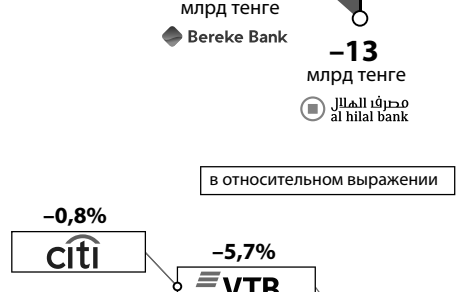 млрд тенге
Bereke Bank
–13
млрд тенге
مصرف الهلال
al hilal bank
в относительном выражении
–0,8%
citi
–5,7%
VTB